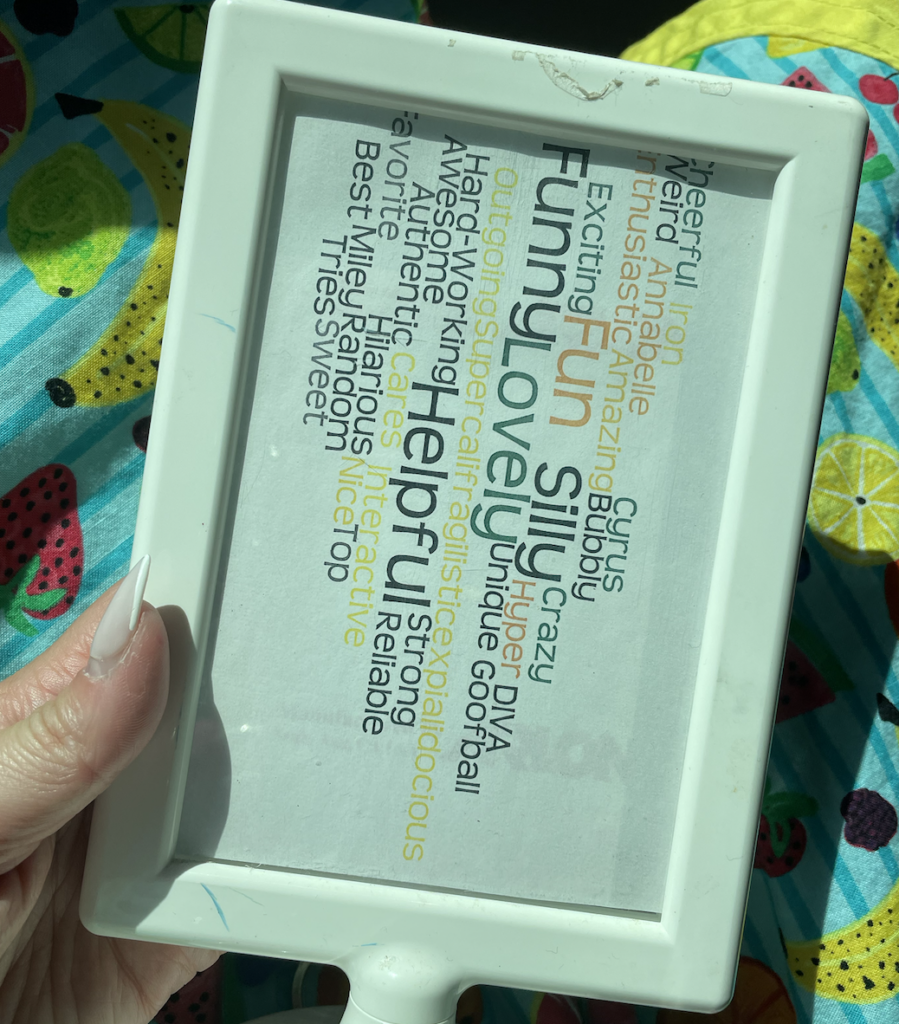 Cheerful Iron
Weird Annabelle Cyrus
Enthusiastic Amazing Bubbly
Exciting Fun Silly Crazy
Funny Lovely Hyper DIVA
Unique Goofball
Outgoing Supercalifragilisticexpialidocious
Hard-Working Helpful Strong
Awesome Reliable
Authentic Cares Interactive
Favorite Hilarious Nice Top
Best Miley Random
Tries Sweet